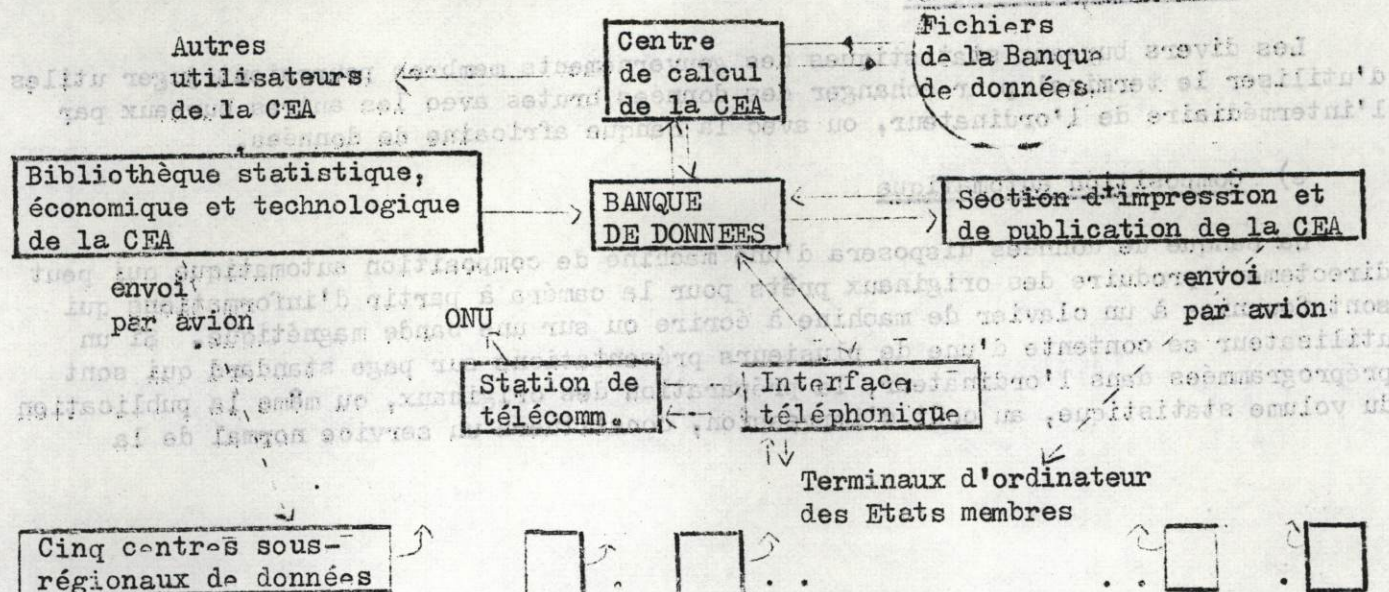 Autres
utilisateurs
de la CEA
Centre
de calcul
de la CEA
Fichiers
de la Banque
de données
Bibliothèque statistique,
économique et technologique
de la CEA
BANQUE
DE DONNEES
Section d'impression et
de publication de la CEA
envoi
par avion
ONU
envoi
par avion
Station de
télécomm.
Interface
téléphonique
Terminaux d'ordinateur
des Etats membres
Cinq centres sous-
régionaux de données